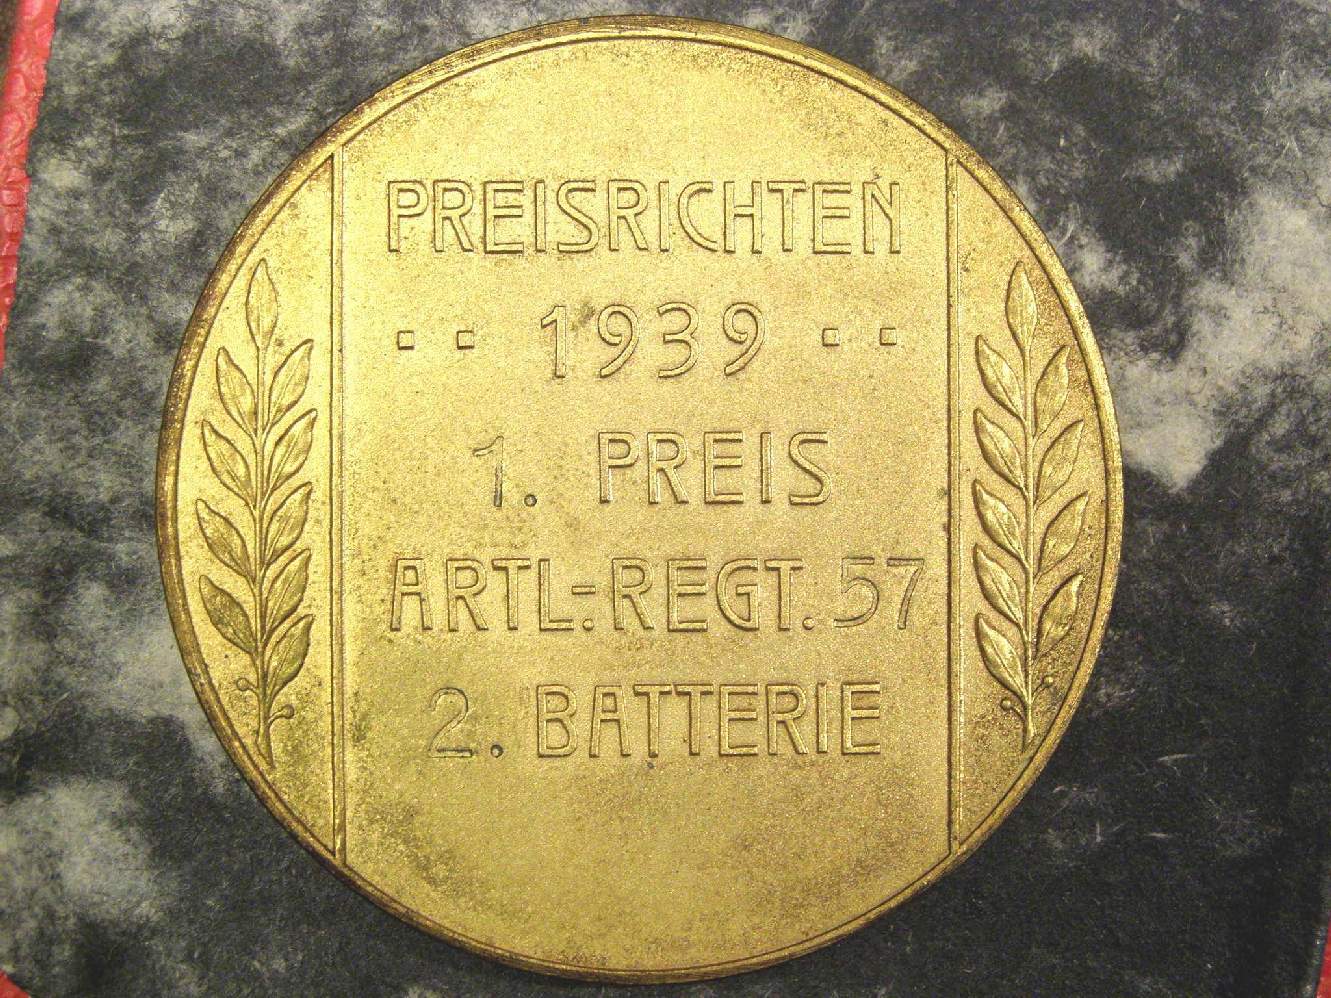 PREISRICHTEN
·· 1939 ··
1. PREIS
ARTL.-REGT. 57
2. BATTERIE